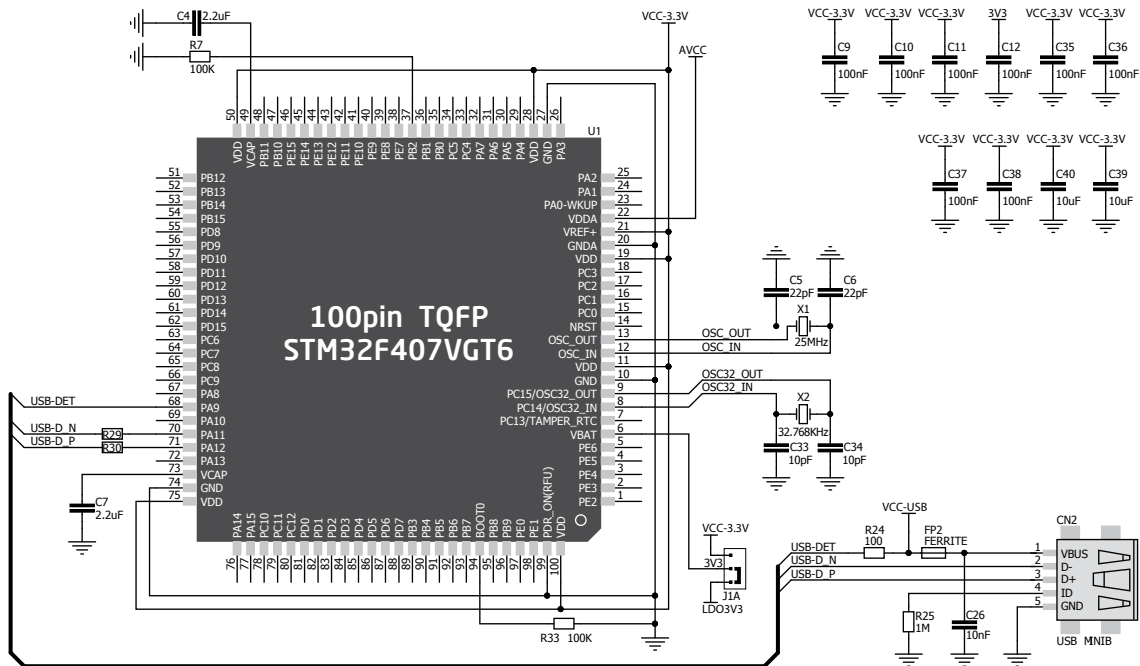 C4
2.2uF
R7
100K
VCC-3.3V
AVCC
VCC-3.3V
VCC-3.3V
VCC-3.3V
3V3
VCC-3.3V
VCC-3.3V
C9
C10
C11
C12
C35
C36
100nF
100nF
100nF
100nF
100nF
100nF
VCC-3.3V
VCC-3.3V
VCC-3.3V
VCC-3.3V
C37
C38
C40
C39
100nF
100nF
10uF
10uF
50 49 48 47 46 45 44 43 42 41 40 39 38 37 36 35 34 33 32 31 30 29 28 27 26
U1
VDD VCAP PB11 PB10 PE15 PE14 PE13 PE12 PE11 PE10 PE9 PE8 PE7 PB2 PB1 PB0 PC5 PC4 PA7 PA6 PA5 PA4 VDD GND PA3
51 PB12
52 PB13
53 PB14
54 PB15
55 PD8
56 PD9
57 PD10
58 PD11
59 PD12
60 PD13
61 PD14
62 PD15
63 PC6
64 PC7
65 PC8
66 PC9
67 PA8
68 PA9
69 PA10
70 PA11
71 PA12
72 PA13
73 VCAP
74 GND
75 VDD
100pin TQFP
STM32F407VGT6
PA2 25
PA1 24
PA0-WKUP 23
VDDA 22
VREF+ 21
GNDA 20
VDD 19
PC3 18
PC2 17
PC1 16
PC0 15
NRST 14
OSC_OUT 13
OSC_IN 12
VDD 11
GND 10
PC15/OSC32_OUT 9
PC14/OSC32_IN 8
PC13/TAMPER_RTC 7
VBAT 6
PE6 5
PE5 4
PE4 3
PE3 2
PE2 1
PA14 PA15 PC10 PC11 PC12 PD0 PD1 PD2 PD3 PD4 PD5 PD6 PD7 PB3 PB4 PB5 PB6 PB7 BOOT0 PB8 PB9 PE0 PE1 PDR_ON(RFU) VDD
76 77 78 79 80 81 82 83 84 85 86 87 88 89 90 91 92 93 94 95 96 97 98 99 100
USB-DET
USB-D_N
R29
USB-D_P
R30
C7
2.2uF
R33 100K
C5
22pF
C6
22pF
X1
25MHz
OSC_OUT
OSC_IN
OSC32_OUT
OSC32_IN
X2
32.768KHz
C33
10pF
C34
10pF
VCC-3.3V
3V3
J1A
LDO3V3
VCC-USB
R24
100
FP2
FERRITE
USB-DET
USB-D_N
USB-D_P
CN2
1 VBUS
2 D-
3 D+
4 ID
5 GND
USB MINIB
R25
1M
C26
10nF